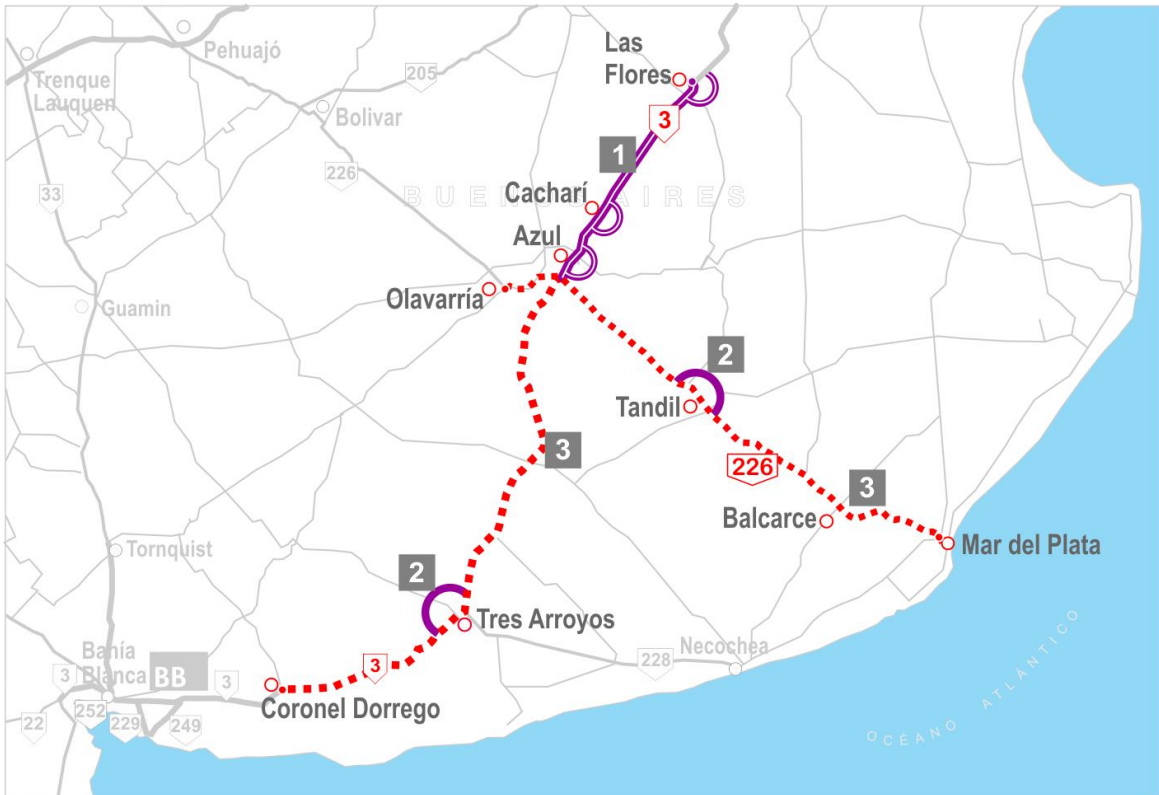 Pehuajó
Las
Flores
Trenque
Lauquen
205
3
Bolivar
1
226
33
BUENOS AIRES
Cacharí
Azul
Olavarría
Guamin
2
Tandil
3
226
3
Balcarce
Mar del Plata
Tornquist
2
Tres Arroyos
Necochea
228
Bahía
Blanca
BB
3
3
3
Coronel Dorrego
252
229
249
22
OCÉANO ATLÁNTICO